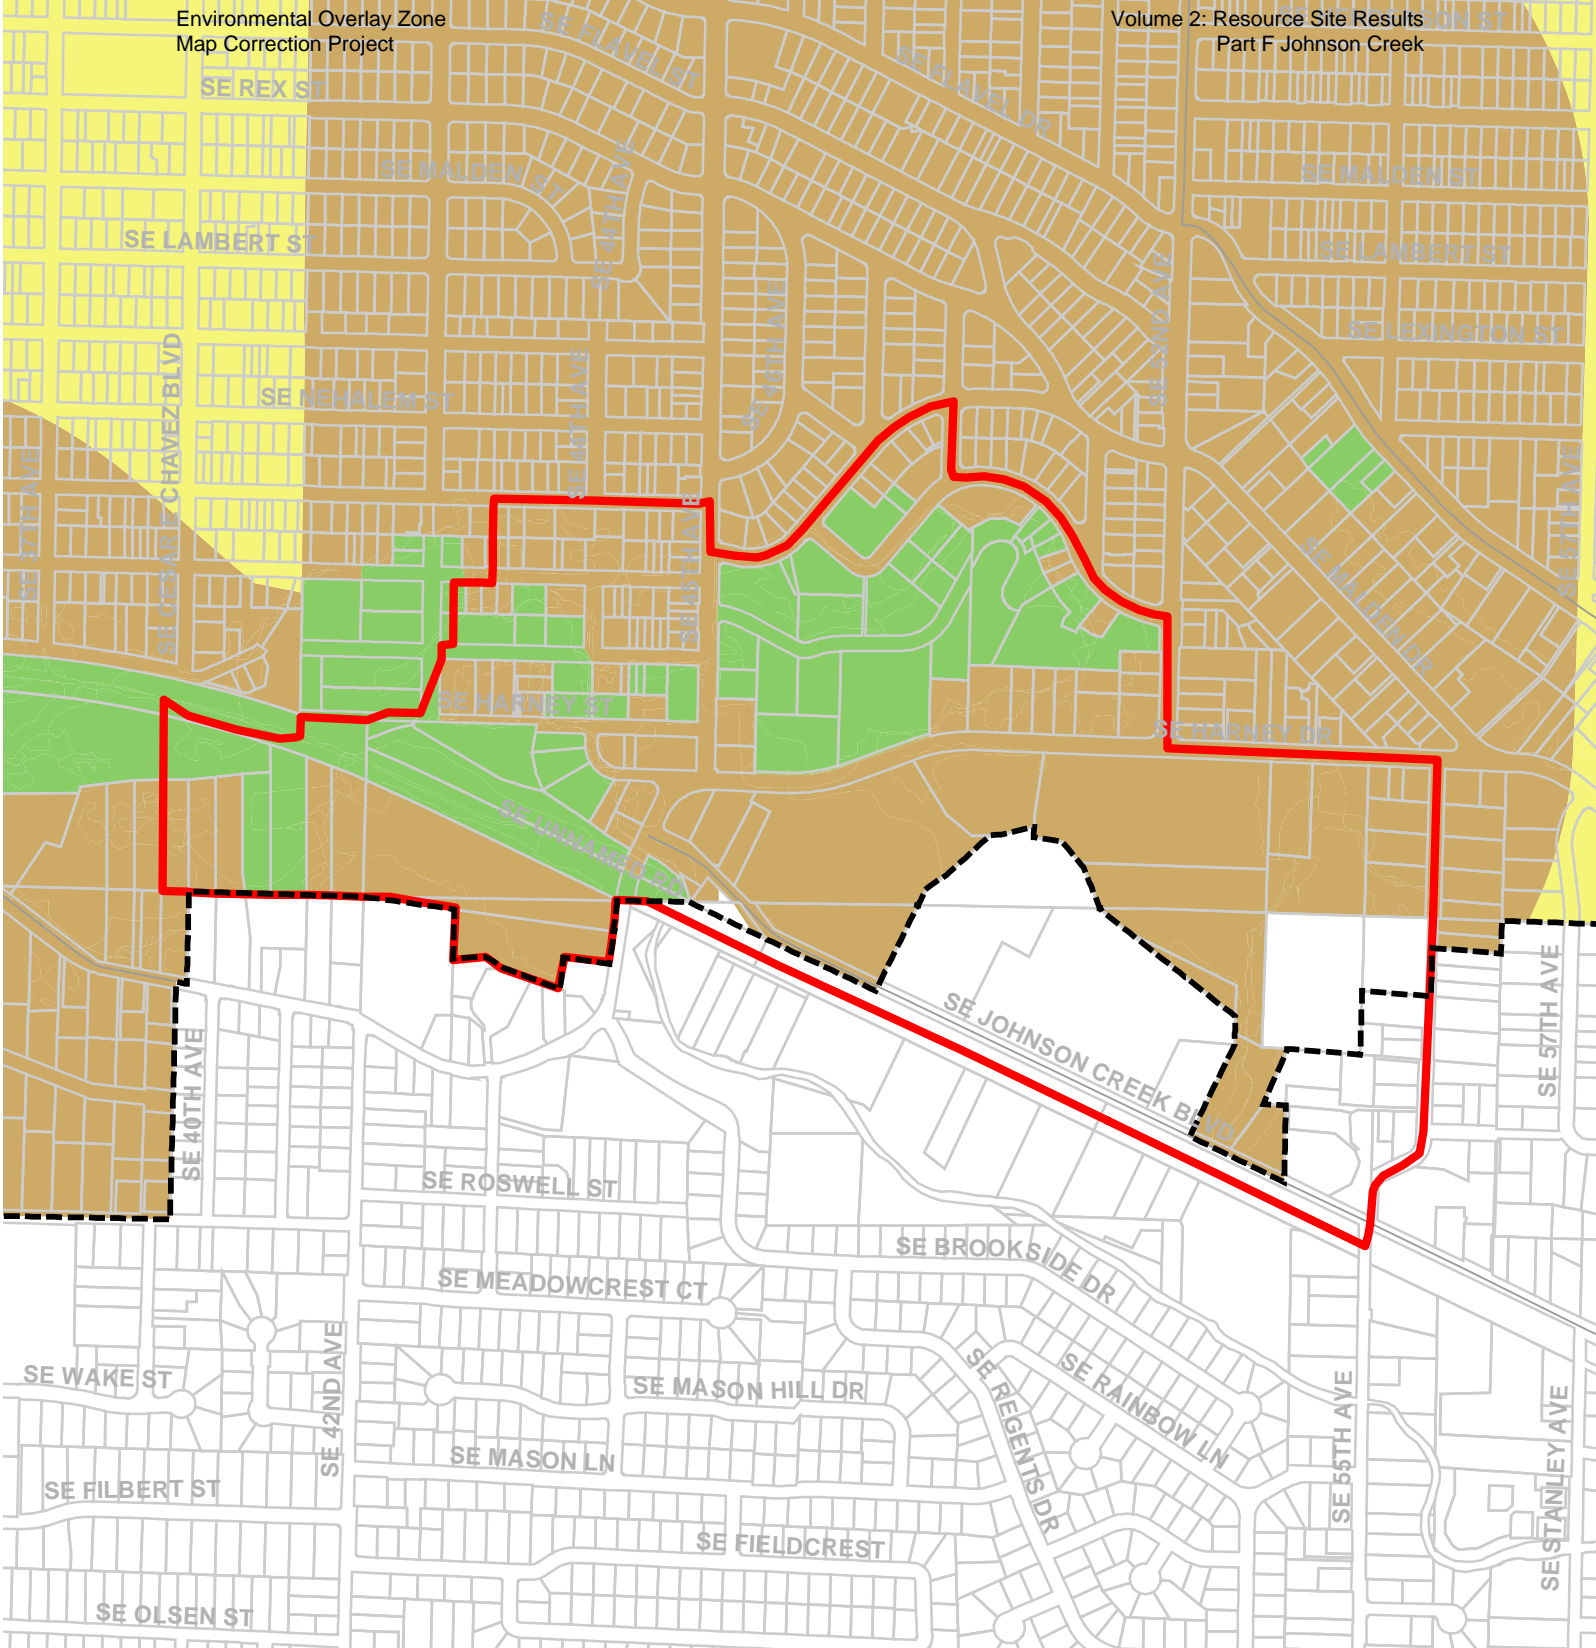 Environmental Overlay Zone
Map Correction Project
Volume 2: Resource Site Results
Part F Johnson Creek
SE FLAVEL ST
SE FLAVEL DR
SE REX ST
SE MALDEN ST
SE MALDEN ST
SE LAMBERT ST
SE 44TH AVE
SE LAMBERT ST
SE 52ND AVE
SE 46TH AVE
SE LEXINGTON ST
SE CESAR E CHAVEZ BLVD
SE NEHALEM ST
SE 44TH AVE
SE 37TH AVE
SE 45TH AVE
SE 57TH AVE
SE MALDEN DR
SE HARNEY ST
SE HARNEY DR
SE UNNAMED RD
SE JOHNSON CREEK BLVD
SE 57TH AVE
SE 40TH AVE
SE ROSWELL ST
SE BROOKSIDE DR
SE MEADOWCREST CT
SE WAKE ST
SE 42ND AVE
SE MASON HILL DR
SE REGENTS DR
SE RAINBOW LN
SE 55TH AVE
SE STANLEY AVE
SE MASON LN
SE FILBERT ST
SE FIELDCREST
SE OLSEN ST